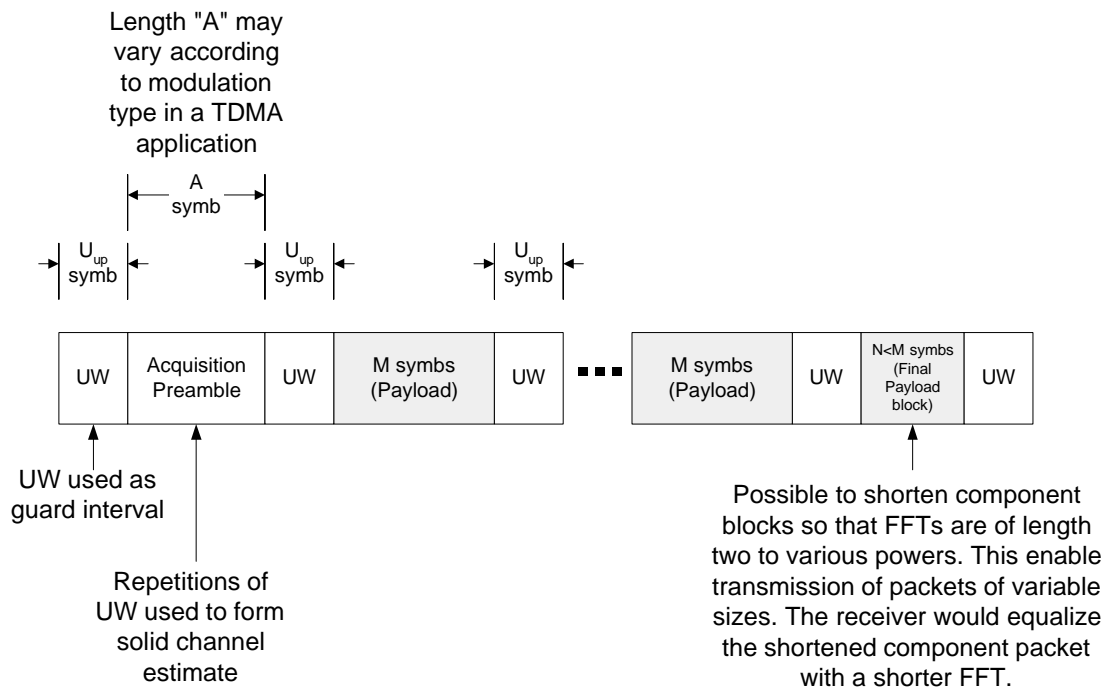 Length "A" may
vary according
to modulation
type in a TDMA
application
A
symb
U_up
symb
U_up
symb
U_up
symb
UW
Acquisition
Preamble
UW
M symbs
(Payload)
UW
M symbs
(Payload)
UW
N<M symbs
(Final
Payload
block)
UW
UW used as
guard interval
Repetitions of
UW used to form
solid channel
estimate
Possible to shorten component
blocks so that FFTs are of length
two to various powers. This enable
transmission of packets of variable
sizes. The receiver would equalize
the shortened component packet
with a shorter FFT.